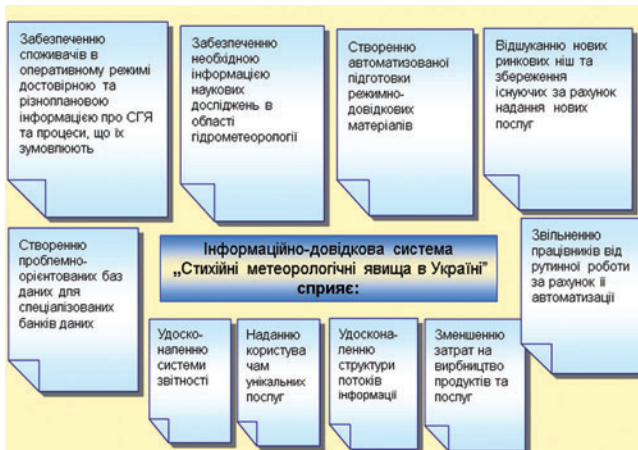 Забезпеченню
споживачів в
оперативному режимі
достовірною та
різноплановою
інформацією про СГЯ
та процеси, що їх
зумовлюють
Забезпеченню
необхідною
інформацією
наукових
досліджень в
області
гідрометеорології
Створенню
автоматизованої
підготовки
режимно-
довідкових
матеріалів
Відшуканню нових
ринкових ніш та
збереження
існуючих за рахунок
надання нових
послуг
Створенню
проблемно-
орієнтованих баз
даних для
спеціалізованих
банків даних
Інформаційно-довідкова система
„Стихійні метеорологічні явища в Україні"
сприяє:
Звільненню
працівників від
рутинної роботи
за рахунок її
автоматизації
Удоско-
наленню
системи
звітності
Наданню
користува
чам
унікальних
послуг
Удоскона-
ленню
структури
потоків
інформації
Зменшенню
затрат на
вирбництво
продуктів та
послуг